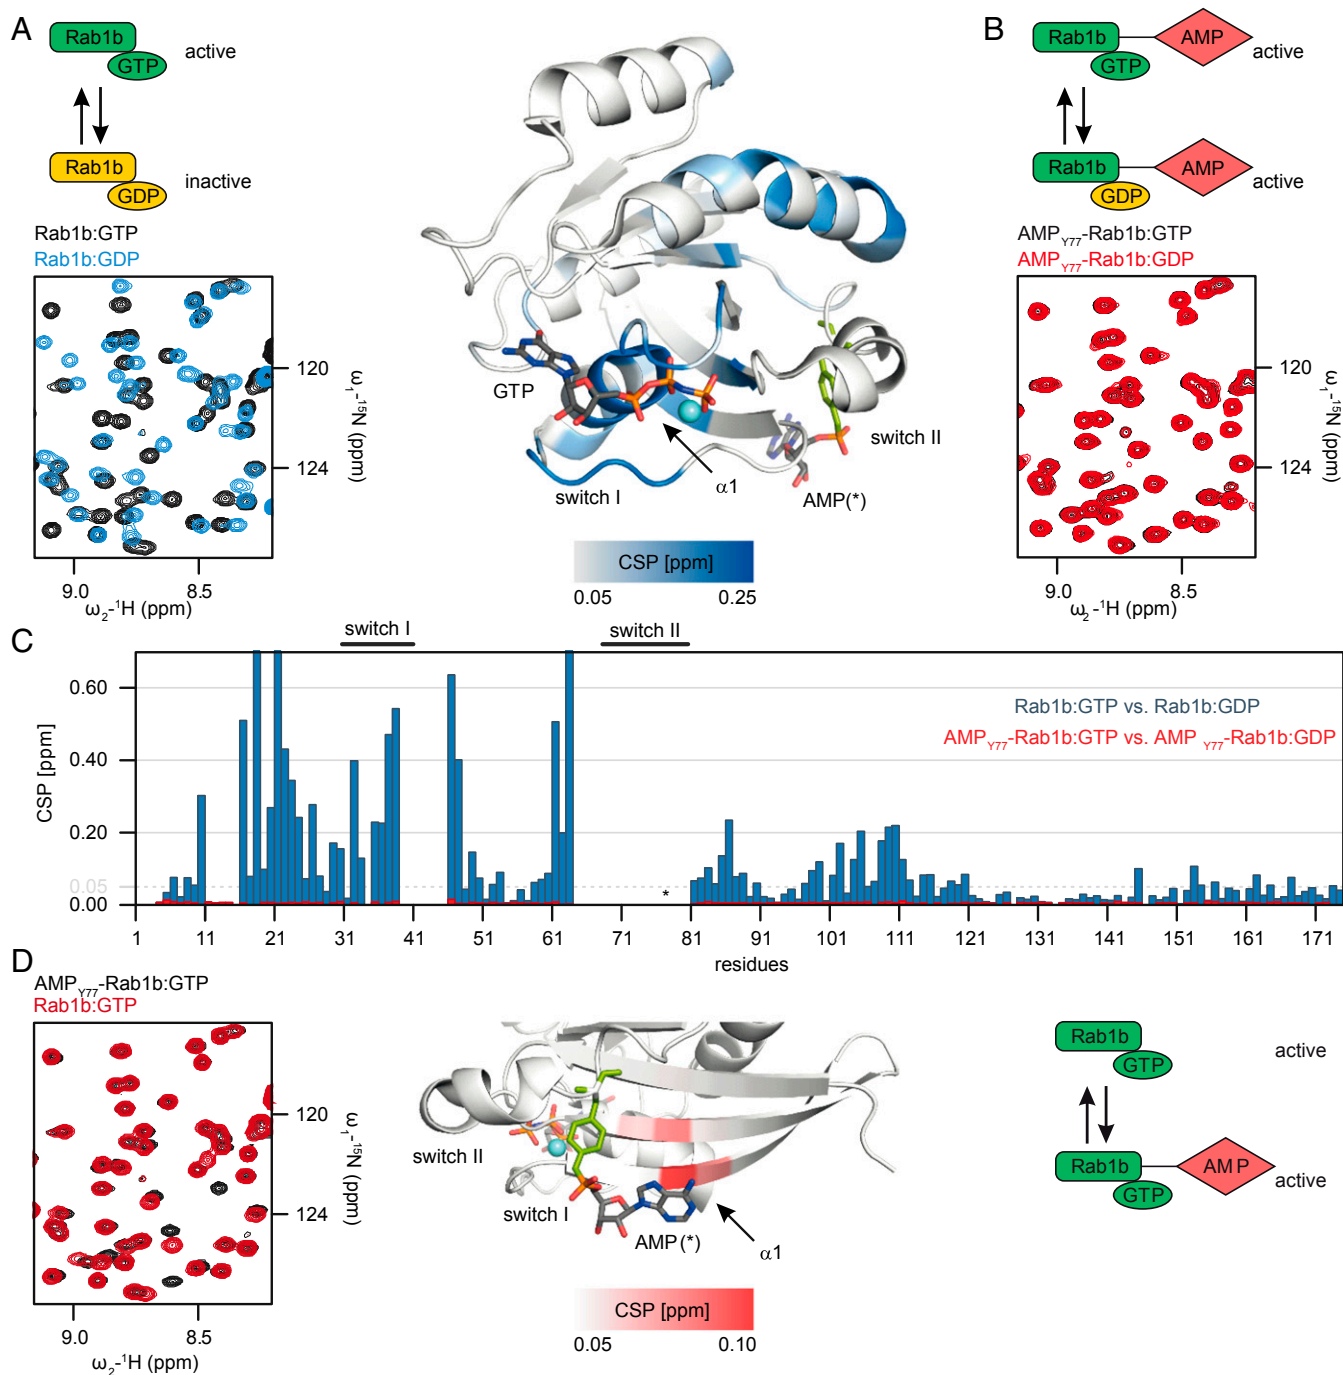 A
Rab1b
GTP
active
Rab1b
GDP
inactive
Rab1b:GTP
Rab1b:GDP
120
124
ω1-15N (ppm)
9.0 8.5
ω2-1H (ppm)
GTP
switch I
α1
AMP(*)
switch II
CSP [ppm]
0.05 0.25
B
Rab1b
AMP
GTP
active
Rab1b
AMP
GDP
active
AMPY77-Rab1b:GTP
AMPY77-Rab1b:GDP
120
124
ω1-15N (ppm)
9.0 8.5
ω2-1H (ppm)
C
switch I switch II
CSP [ppm]
0.60
0.40
0.20
0.05
0.00
Rab1b:GTP vs. Rab1b:GDP
AMPY77-Rab1b:GTP vs. AMP Y77-Rab1b:GDP
*
1 11 21 31 41 51 61 71 81 91 101 111 121 131 141 151 161 171
residues
D
AMPY77-Rab1b:GTP
Rab1b:GTP
120
124
ω1-15N (ppm)
9.0 8.5
ω2-1H (ppm)
switch II
switch I
AMP(*)
α1
CSP [ppm]
0.05 0.10
Rab1b
GTP
active
Rab1b
AMP
GTP
active